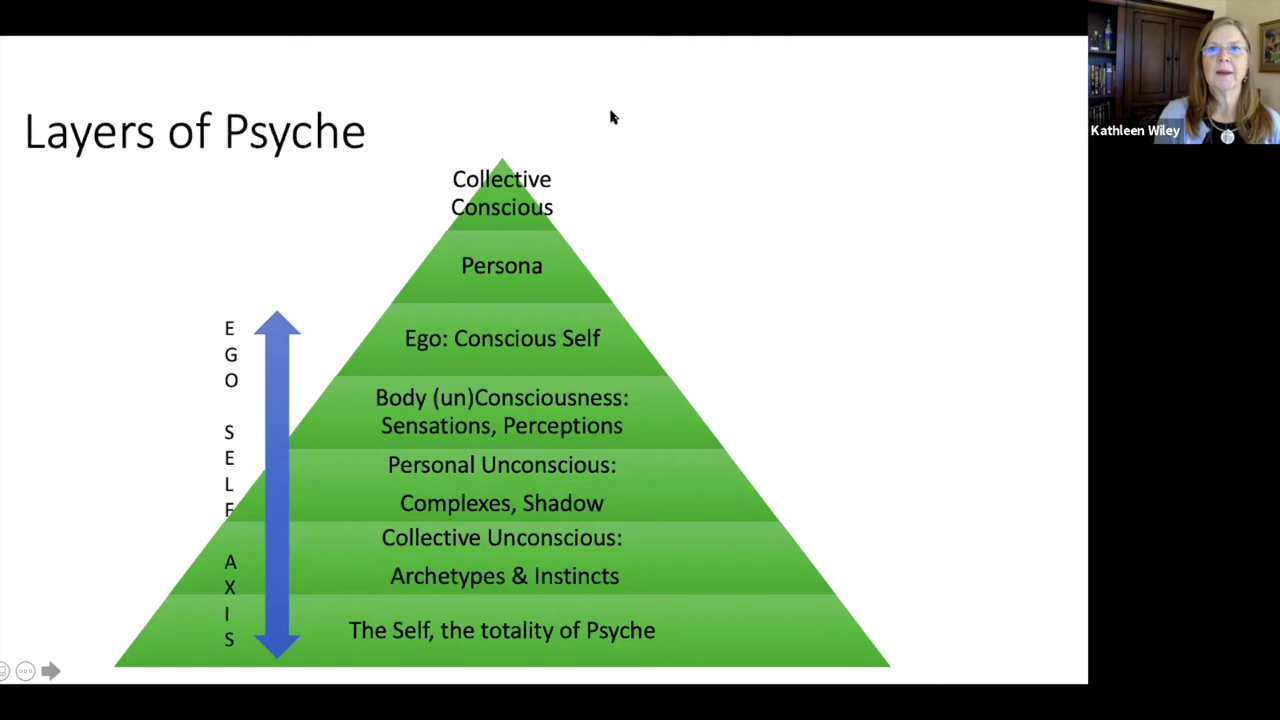 Layers of Psyche
Collective
Conscious
Persona
Ego: Conscious Self
Body (un)Consciousness:
Sensations, Perceptions
Personal Unconscious:
Complexes, Shadow
Collective Unconscious:
Archetypes & Instincts
The Self, the totality of Psyche
E
G
O
S
E
L
F
A
X
I
S
Kathleen Wiley